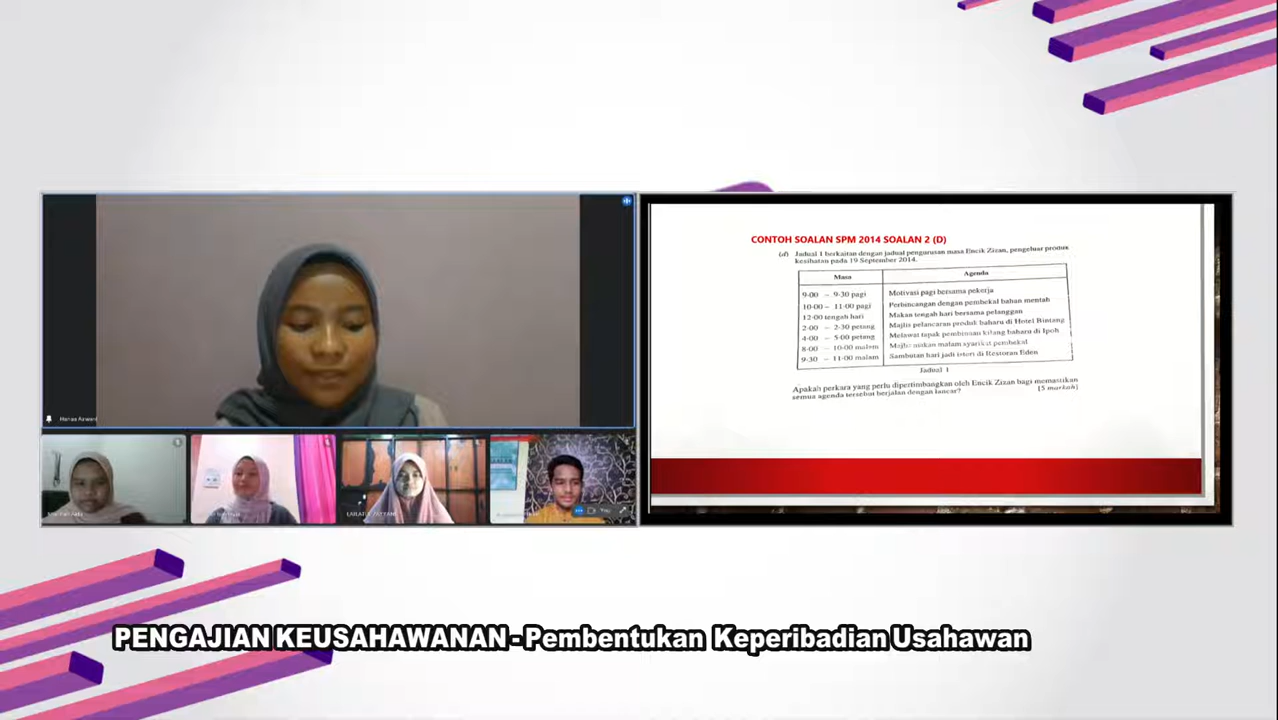 CONTOH SOALAN SPM 2014 SOALAN 2 (D)
(d) Jadual 1 berkaitan dengan jadual pengurusan masa Encik Zizan, pengeluar produk
kesihatan pada 19 September 2014.
Masa Agenda
9.00 – 9.30 pagi Motivasi pagi bersama pekerja
10.00 – 11.00 pagi Perbincangan dengan pembekal bahan mentah
12.00 tengah hari Makan tengah hari bersama pelanggan
2.00 – 2.30 petang Majlis pelancaran produk baharu di Hotel Bintang
4.00 – 5.00 petang Melawat tapak pembinaan kilang baharu di Ipoh
8.00 – 10.00 malam Majlis makan malam syarikat pembekal
9.30 – 11.00 malam Sambutan hari jadi isteri di Restoran Eden
Jadual 1
Apakah perkara yang perlu dipertimbangkan oleh Encik Zizan bagi memastikan
semua agenda tersebut berjalan dengan lancar? [5 markah]
You
PENGAJIAN KEUSAHAWANAN - Pembentukan Keperibadian Usahawan